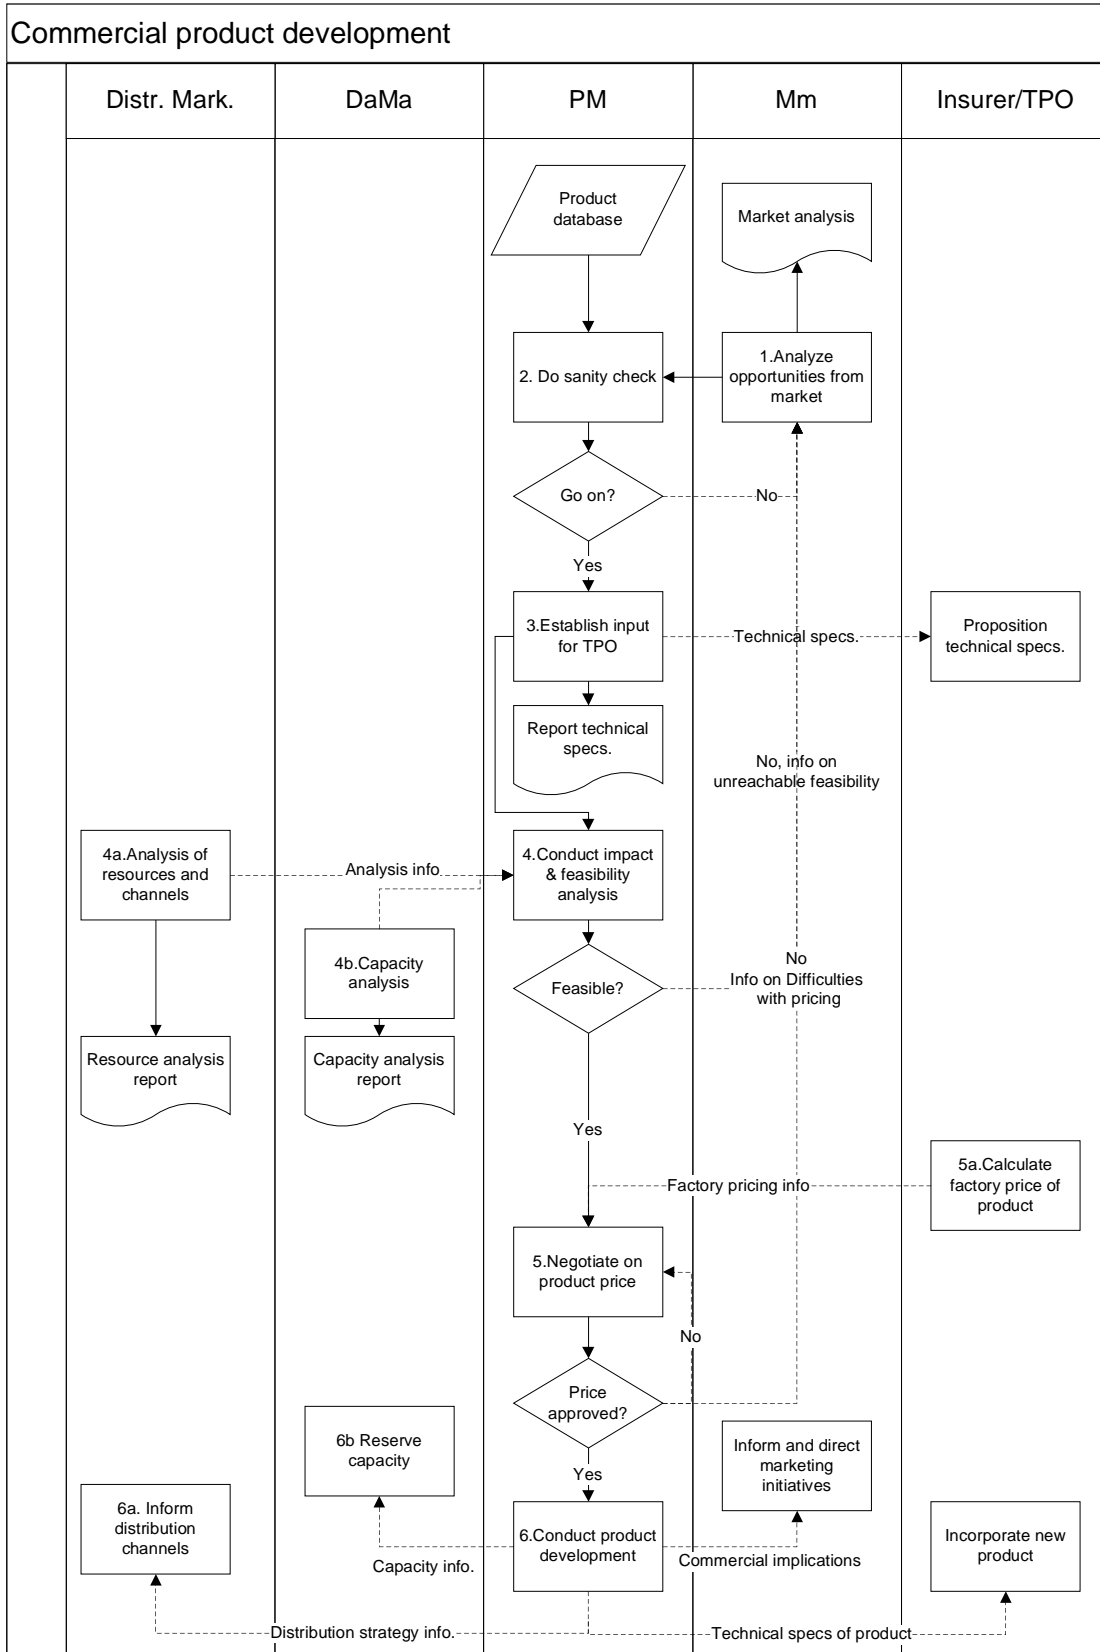 Commercial product development
Distr. Mark.
DaMa
PM
Mm
Insurer/TPO
Product
database
Market analysis
2. Do sanity check
1.Analyze
opportunities from
market
Go on?
No
Yes
3.Establish input
for TPO
Technical specs.
Proposition
technical specs.
Report technical
specs.
No, info on
unreachable feasibility
4a.Analysis of
resources and
channels
Analysis info
4.Conduct impact
& feasibility
analysis
4b.Capacity
analysis
Feasible?
No
Info on Difficulties
with pricing
Resource analysis
report
Capacity analysis
report
Yes
Factory pricing info
5a.Calculate
factory price of
product
5.Negotiate on
product price
No
Price
approved?
6b Reserve
capacity
Inform and direct
marketing
initiatives
Yes
6a. Inform
distribution
channels
6.Conduct product
development
Incorporate new
product
Capacity info.
Commercial implications
Distribution strategy info.
Technical specs of product